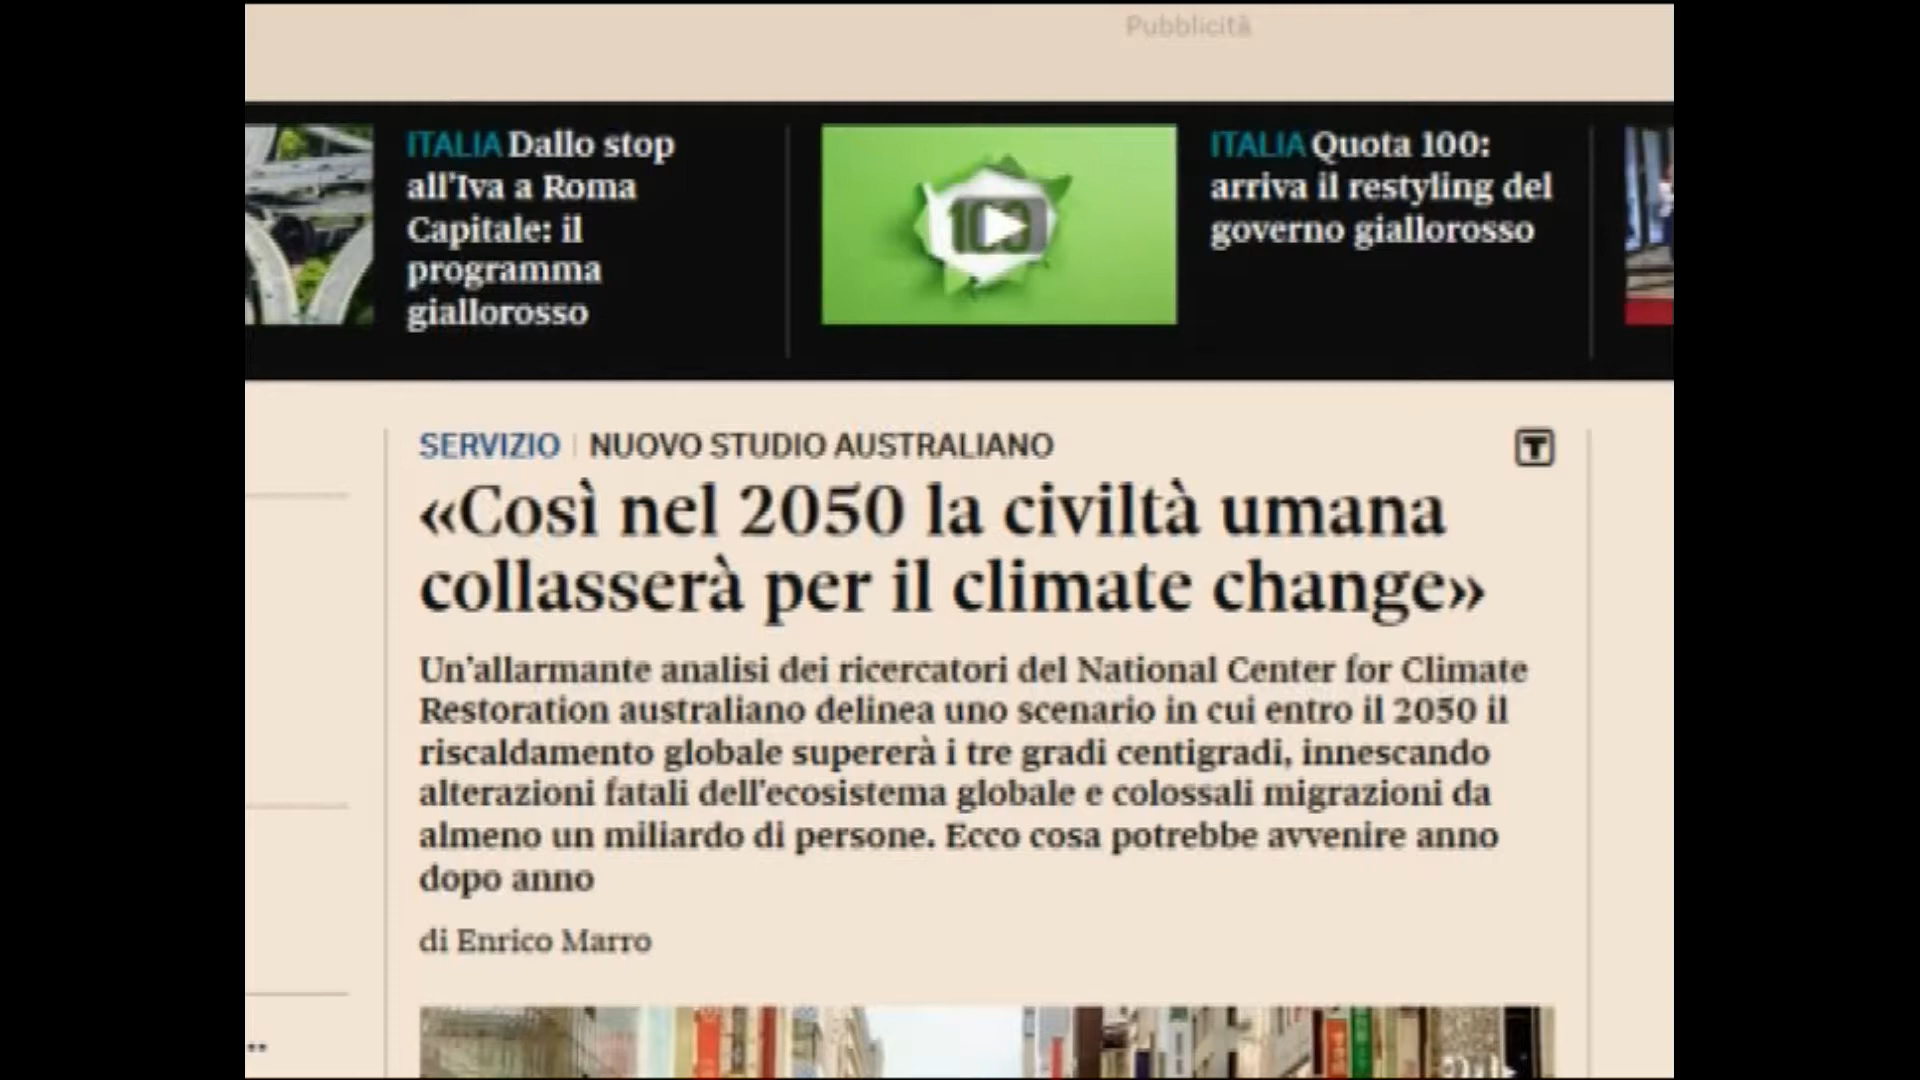 Pubblicità
ITALIA Dallo stop
all'Iva a Roma
Capitale: il
programma
giallorosso
100
ITALIA Quota 100:
arriva il restyling del
governo giallorosso
SERVIZIO | NUOVO STUDIO AUSTRALIANO
T
«Così nel 2050 la civiltà umana
collasserà per il climate change»
Un'allarmante analisi dei ricercatori del National Center for Climate
Restoration australiano delinea uno scenario in cui entro il 2050 il
riscaldamento globale supererà i tre gradi centigradi, innescando
alterazioni fatali dell'ecosistema globale e colossali migrazioni da
almeno un miliardo di persone. Ecco cosa potrebbe avvenire anno
dopo anno
di Enrico Marro
..